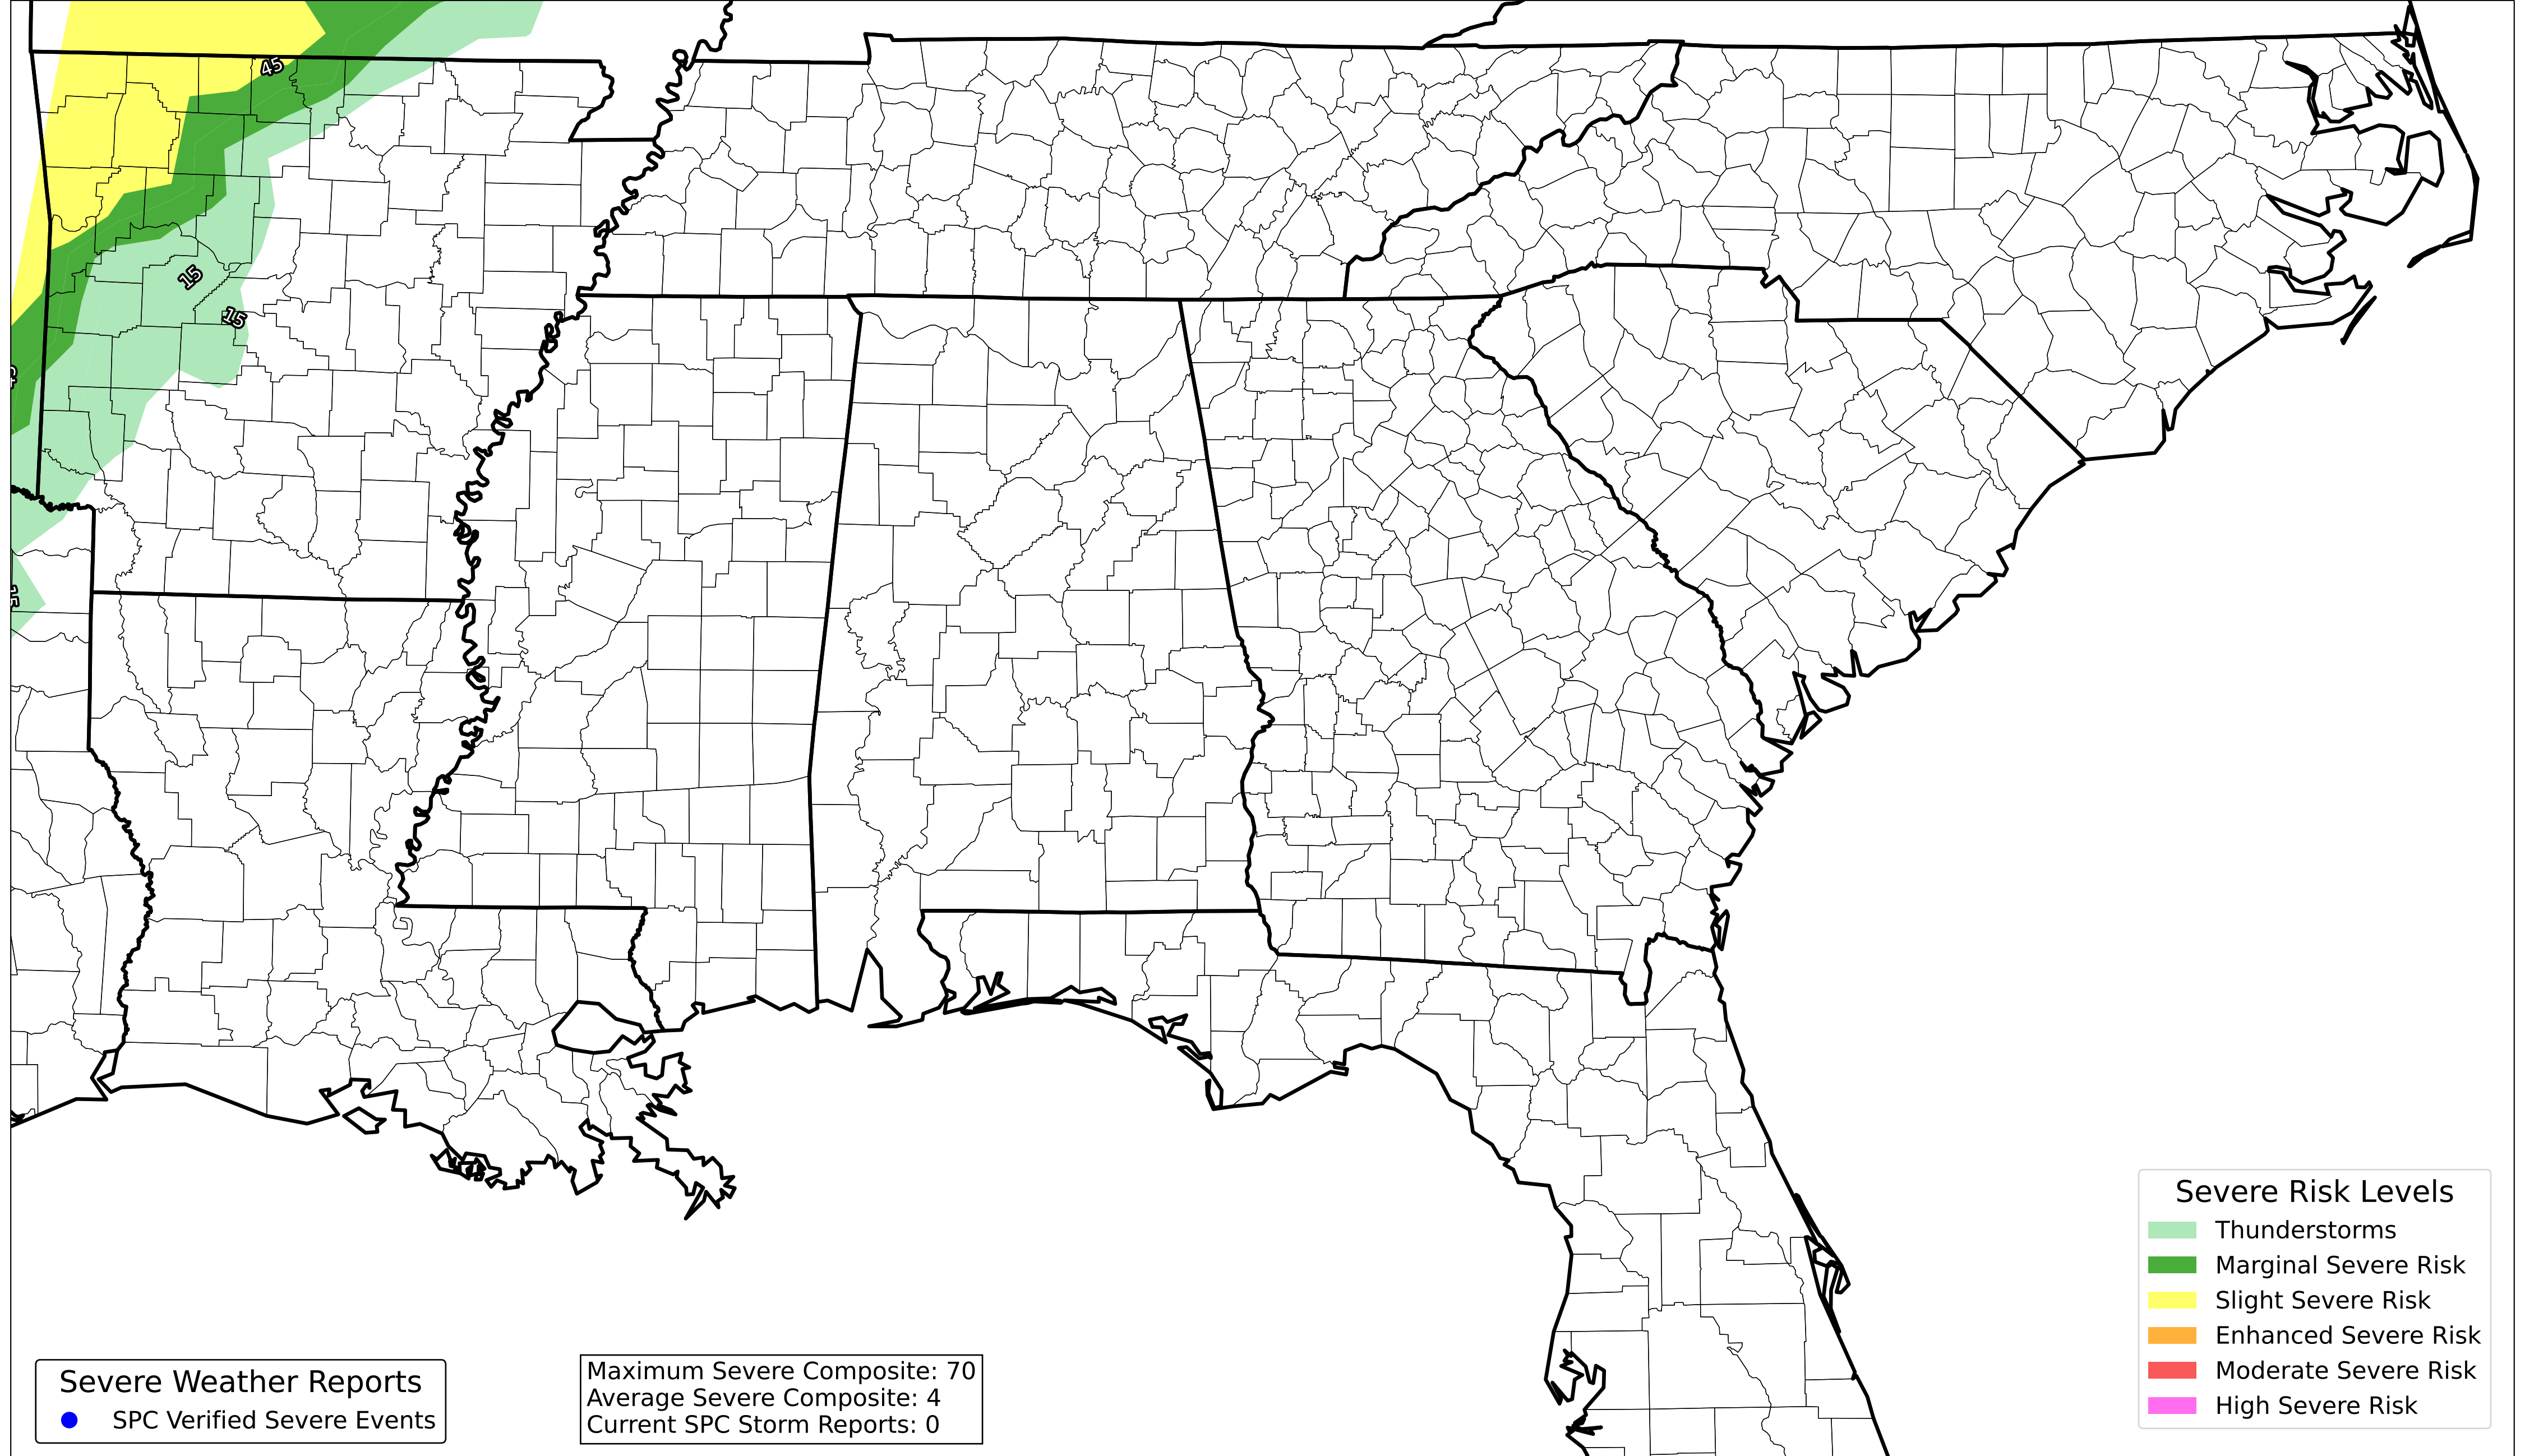 45
15
15
Severe Risk Levels
Thunderstorms
Marginal Severe Risk
Slight Severe Risk
Enhanced Severe Risk
Moderate Severe Risk
High Severe Risk
Severe Weather Reports
SPC Verified Severe Events
Maximum Severe Composite: 70
Average Severe Composite: 4
Current SPC Storm Reports: 0